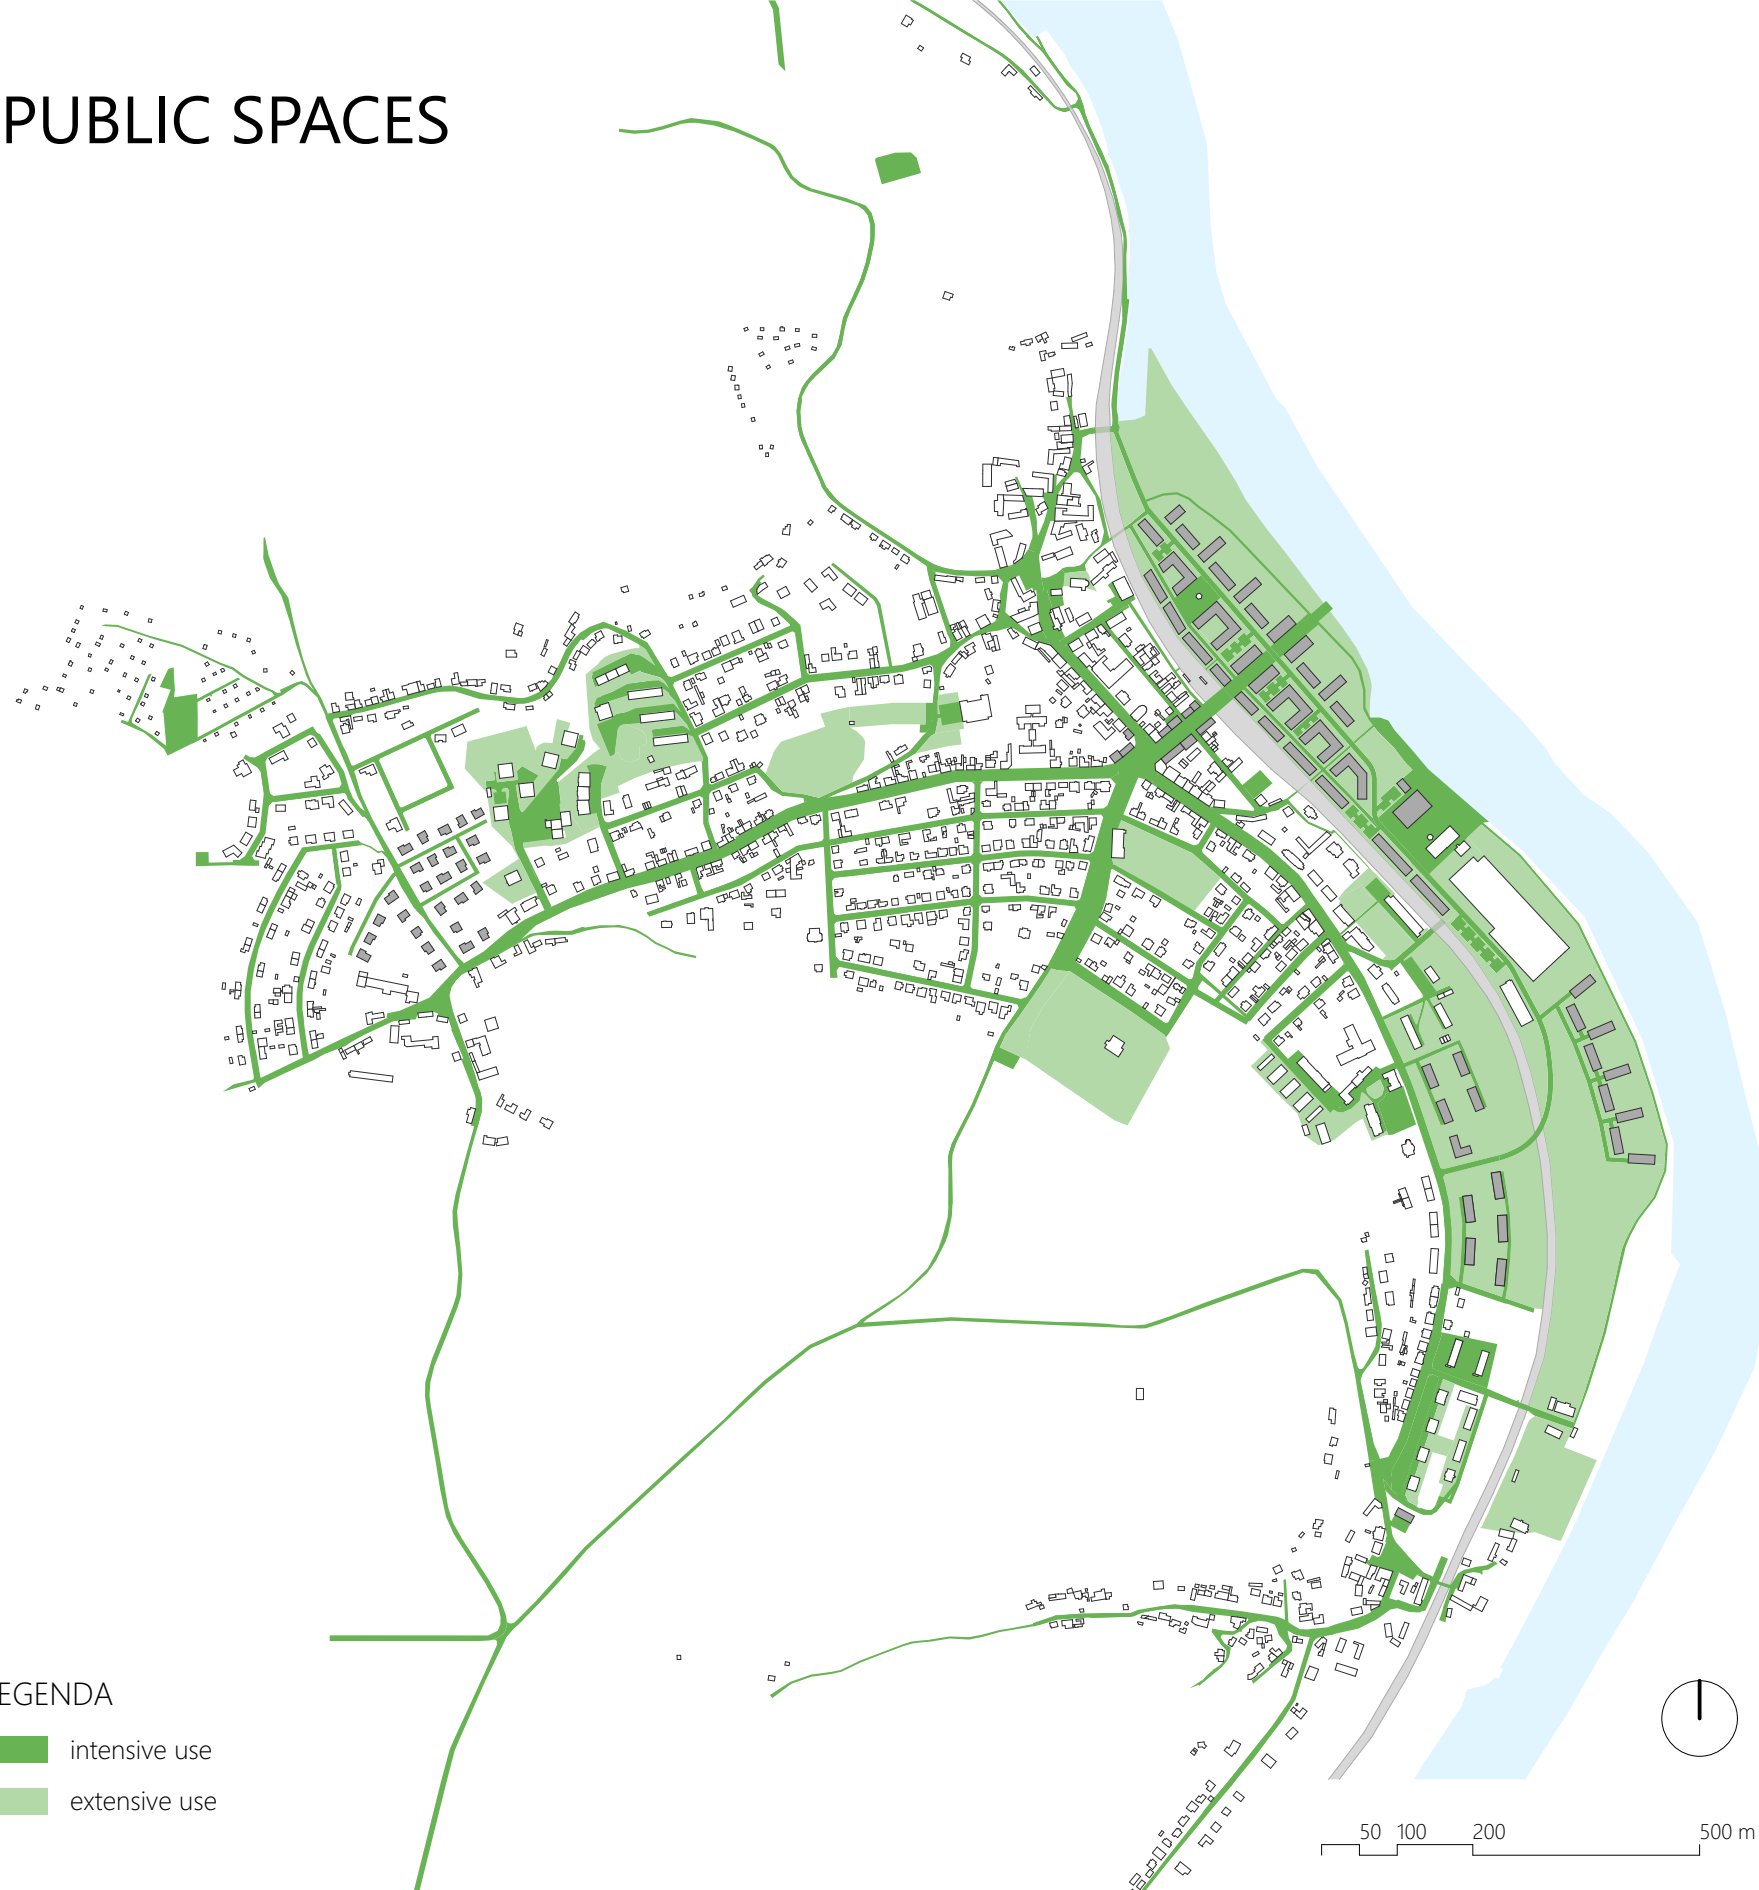 PUBLIC SPACES
EGENDA
intensive use
extensive use
50 100 200 500 m